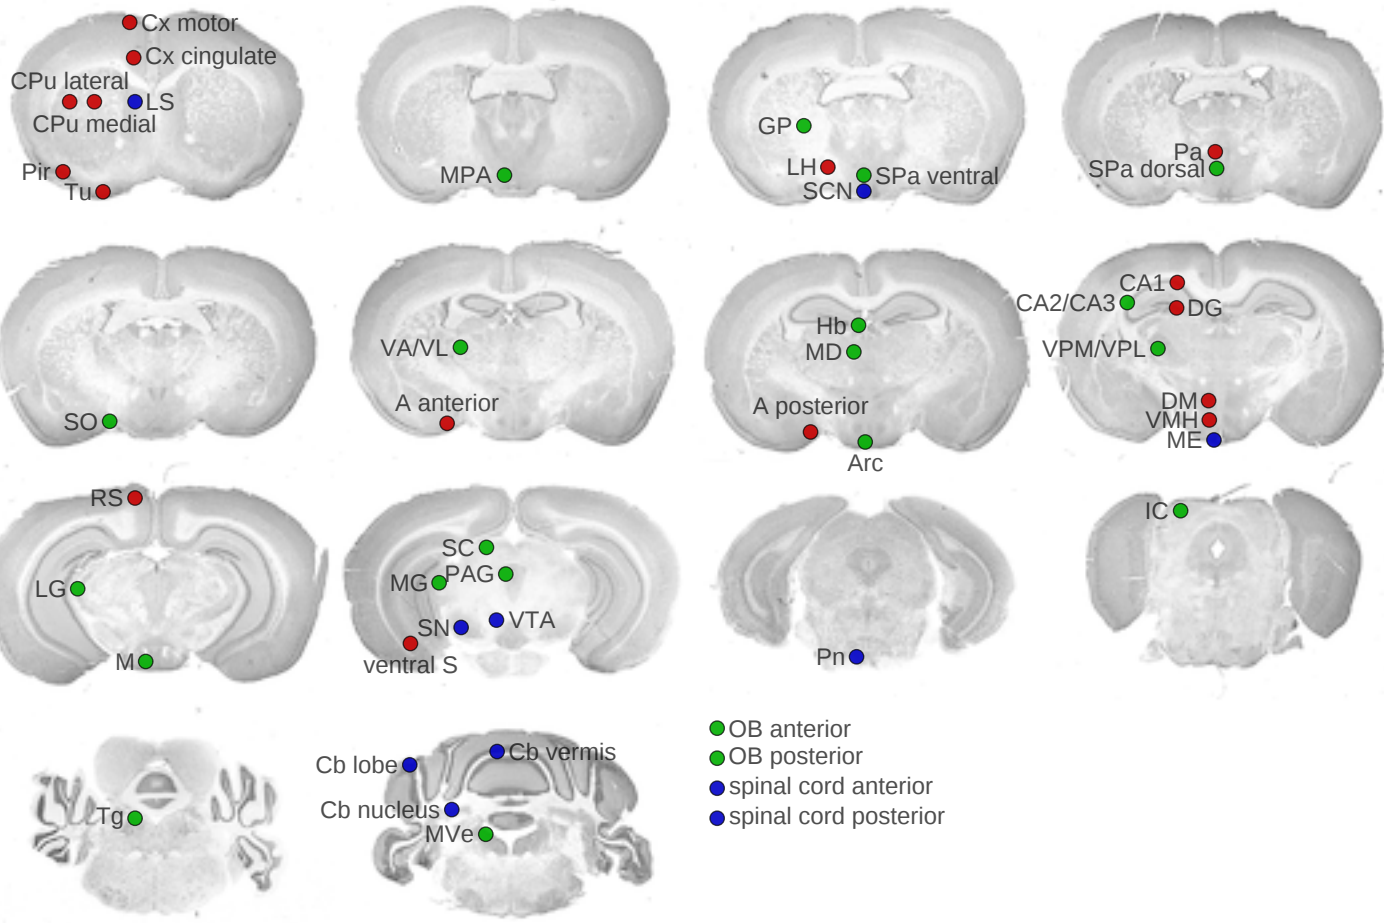 Cx motor
Cx cingulate
CPu lateral
LS
CPu medial
Pir
Tu
MPA
GP
LH
SPa ventral
SCN
Pa
SPa dorsal
SO
VA/VL
A anterior
Hb
MD
A posterior
Arc
CA1
CA2/CA3
DG
VPM/VPL
DM
VMH
ME
RS
LG
M
SC
MG
PAG
SN
VTA
ventral S
Pn
IC
Tg
Cb lobe
Cb vermis
Cb nucleus
MVe
OB anterior
OB posterior
spinal cord anterior
spinal cord posterior